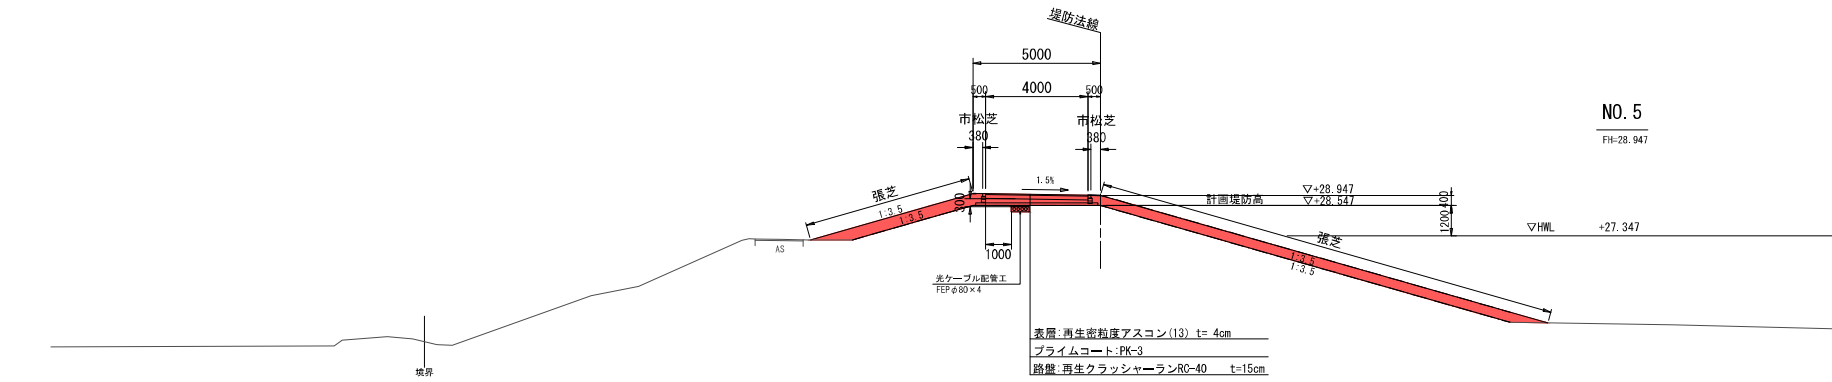 堤防法線
5000
500
4000
500
市松芝
380
市松芝
380
NO.5
FH=28.947
張芝
1:3.5
1:3.5
300
1.5%
計画堤防高
▽+28.947
▽+28.547
400
1200
▽HWL +27.347
張芝
1:3.5
1:3.5
AS
1000
光ケーブル配管工
FEPφ80×4
表層:再生密粒度アスコン(13) t= 4cm
プライムコート:PK-3
路盤:再生クラッシャーランRC-40 t=15cm
境界